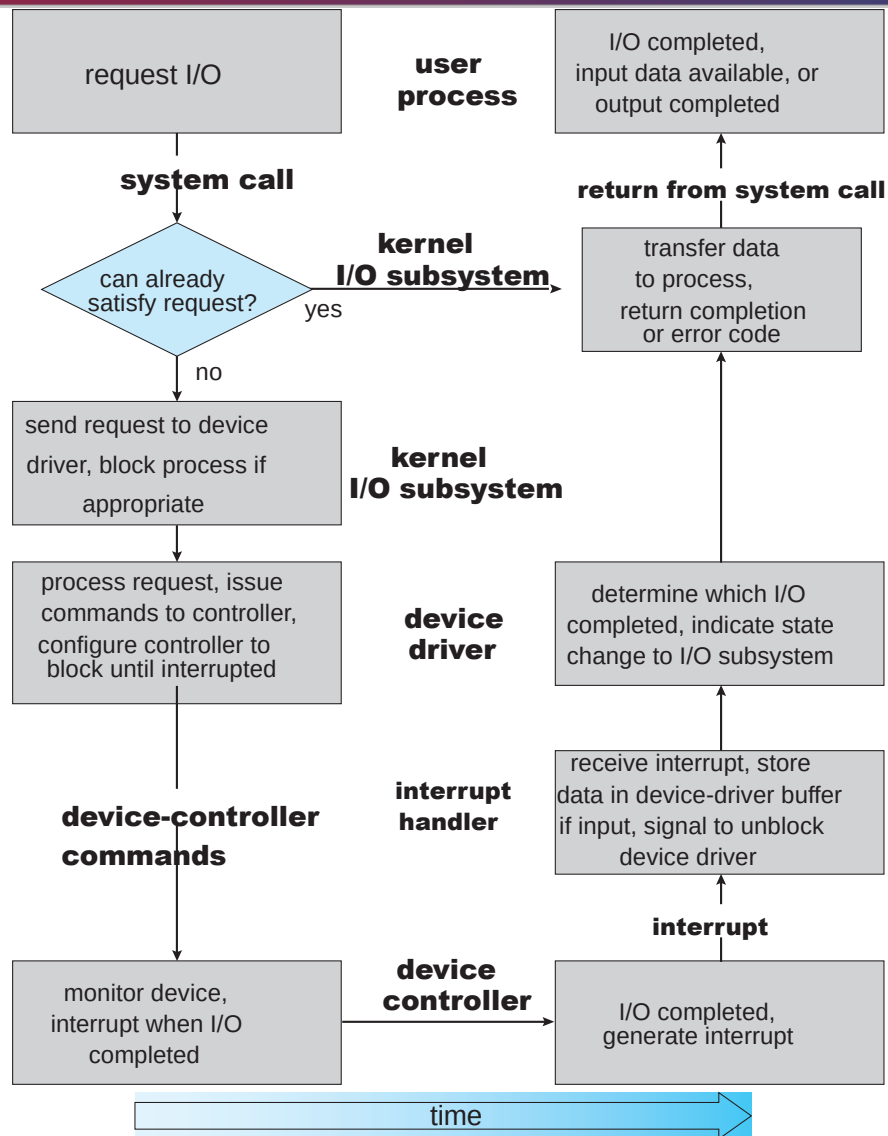 request I/O
user
process
I/O completed,
input data available, or
output completed
system call
return from system call
can already
satisfy request?
kernel
I/O subsystem
yes
transfer data
to process,
return completion
or error code
no
send request to device
driver, block process if
appropriate
kernel
I/O subsystem
process request, issue
commands to controller,
configure controller to
block until interrupted
device
driver
determine which I/O
completed, indicate state
change to I/O subsystem
device-controller
commands
interrupt
handler
receive interrupt, store
data in device-driver buffer
if input, signal to unblock
device driver
interrupt
monitor device,
interrupt when I/O
completed
device
controller
I/O completed,
generate interrupt
time